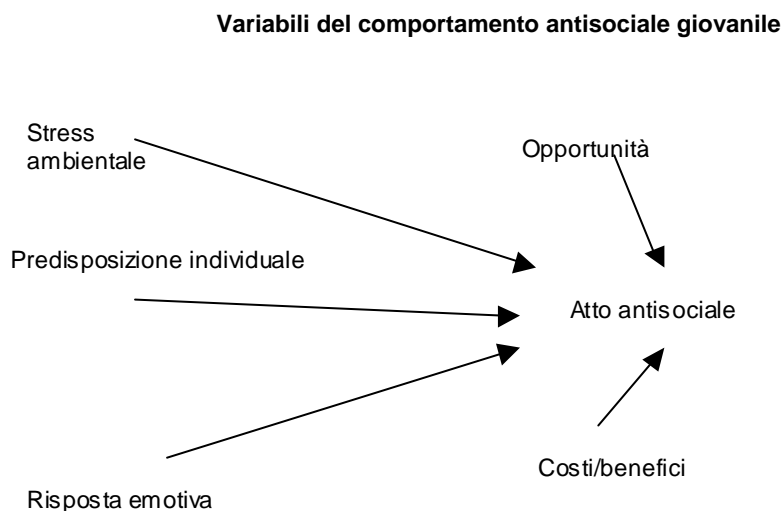 Variabili del comportamento antisociale giovanile
Stress
ambientale
Opportunità
Predisposizione individuale
Atto antisociale
Costi/benefici
Risposta emotiva